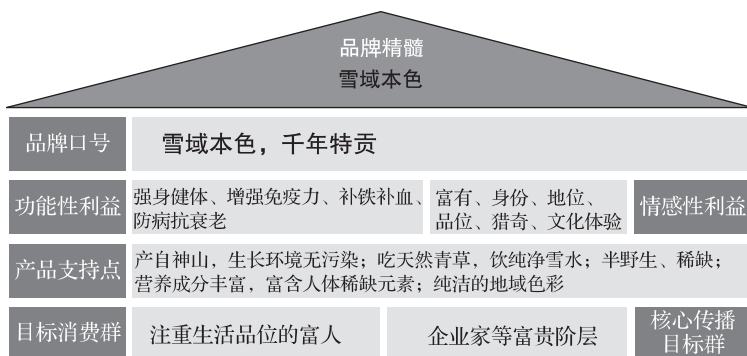 品牌精髓
雪域本色
品牌口号
雪域本色，千年特贡
功能性利益
强身健体、增强免疫力、补铁补血、
防病抗衰老
富有、身份、地位、
品位、猎奇、文化体验
情感性利益
产品支持点
产自神山，生长环境无污染；吃天然青草，饮纯净雪水；半野生、稀缺；
营养成分丰富，富含人体稀缺元素；纯洁的地域色彩
目标消费群
注重生活品位的富人
企业家等富贵阶层
核心传播
目标群